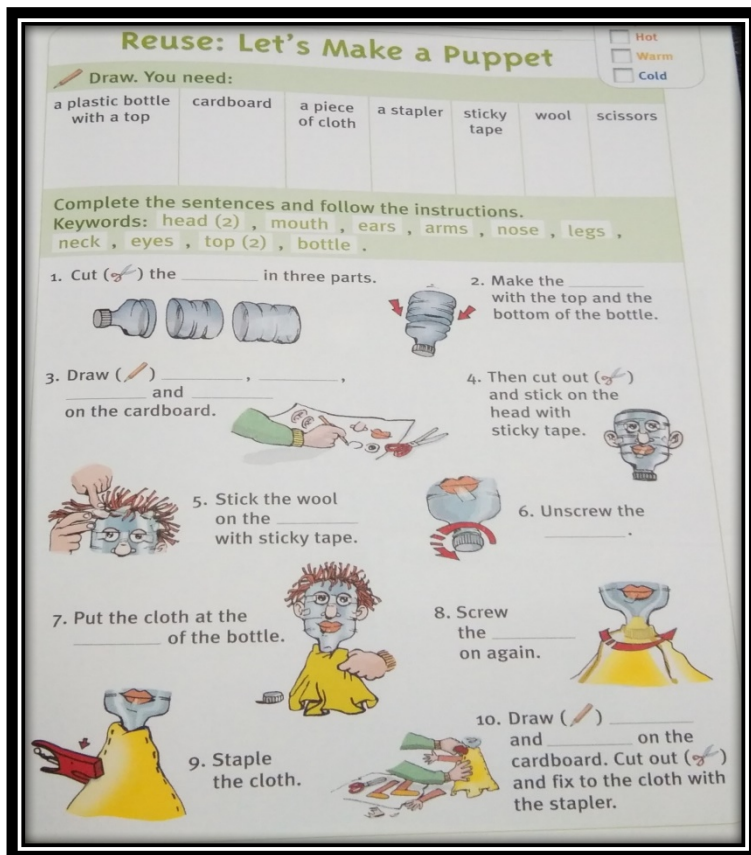 Reuse: Let's Make a Puppet
Hot
Warm
Cold
Draw. You need:
a plastic bottle
with a top
cardboard
a piece
of cloth
a stapler
sticky
tape
wool
scissors
Complete the sentences and follow the instructions.
Keywords: head (2) , mouth , ears , arms , nose , legs ,
neck , eyes , top (2) , bottle .
1. Cut ( ) the ________ in three parts.
2. Make the ________
with the top and the
bottom of the bottle.
3. Draw ( ) ________, ________,
________ and ________
on the cardboard.
4. Then cut out ( )
and stick on the
head with
sticky tape.
5. Stick the wool
on the ________
with sticky tape.
6. Unscrew the
________.
7. Put the cloth at the
________ of the bottle.
8. Screw
the ________
on again.
9. Staple
the cloth.
10. Draw ( ) ________
and ________ on the
cardboard. Cut out ( )
and fix to the cloth with
the stapler.